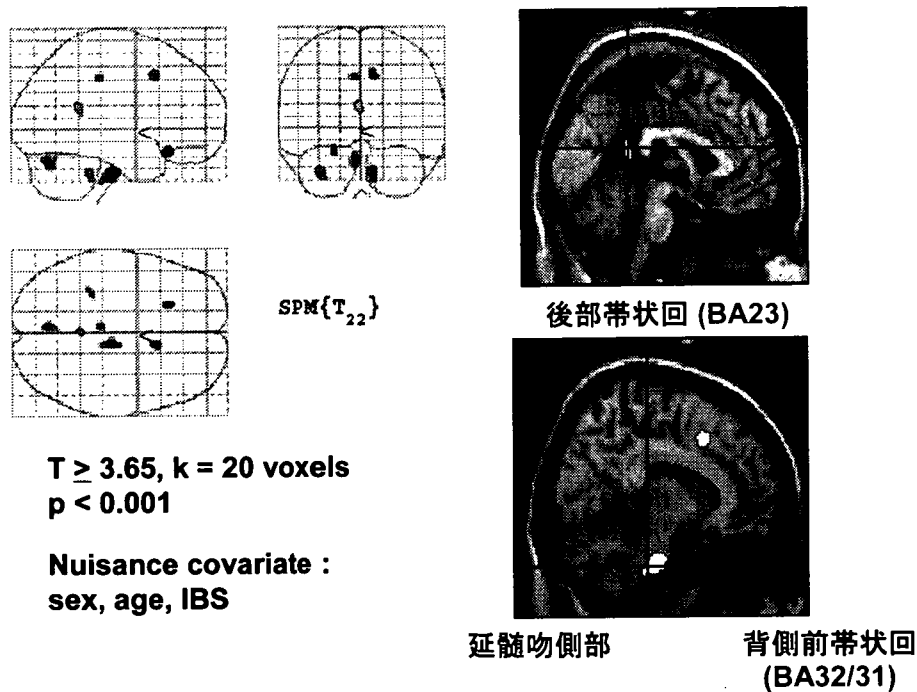 SPM{T22}
後部帯状回 (BA23)
T ≥ 3.65, k = 20 voxels
p < 0.001
Nuisance covariate :
sex, age, IBS
延髄吻側部
背側前帯状回
(BA32/31)